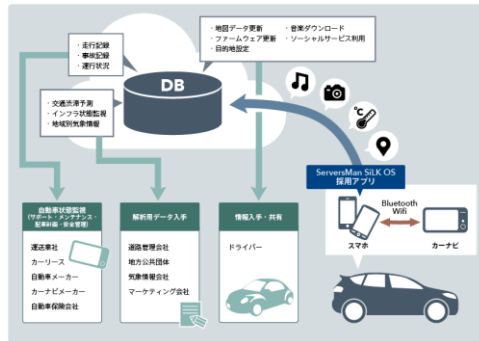 ・走行記録
・事故記録
・運行状況
・地図データ更新
・ファームウェア更新
・目的地設定
・音楽ダウンロード
・ソーシャルサービス利用
DB
・交通渋滞予測
・インフラ状態監視
・地域別気象情報
℃
ServersMan SiLK OS
採用アプリ
Bluetooth
Wifi
スマホ
カーナビ
自動車状態監視
(サポート・メンテナンス・
配車計画・安全管理)
運送業社
カーリース
自動車メーカー
カーナビメーカー
自動車保険会社
解析用データ入手
道路管理会社
地方公共団体
気象情報会社
マーケティング会社
情報入手・共有
ドライバー